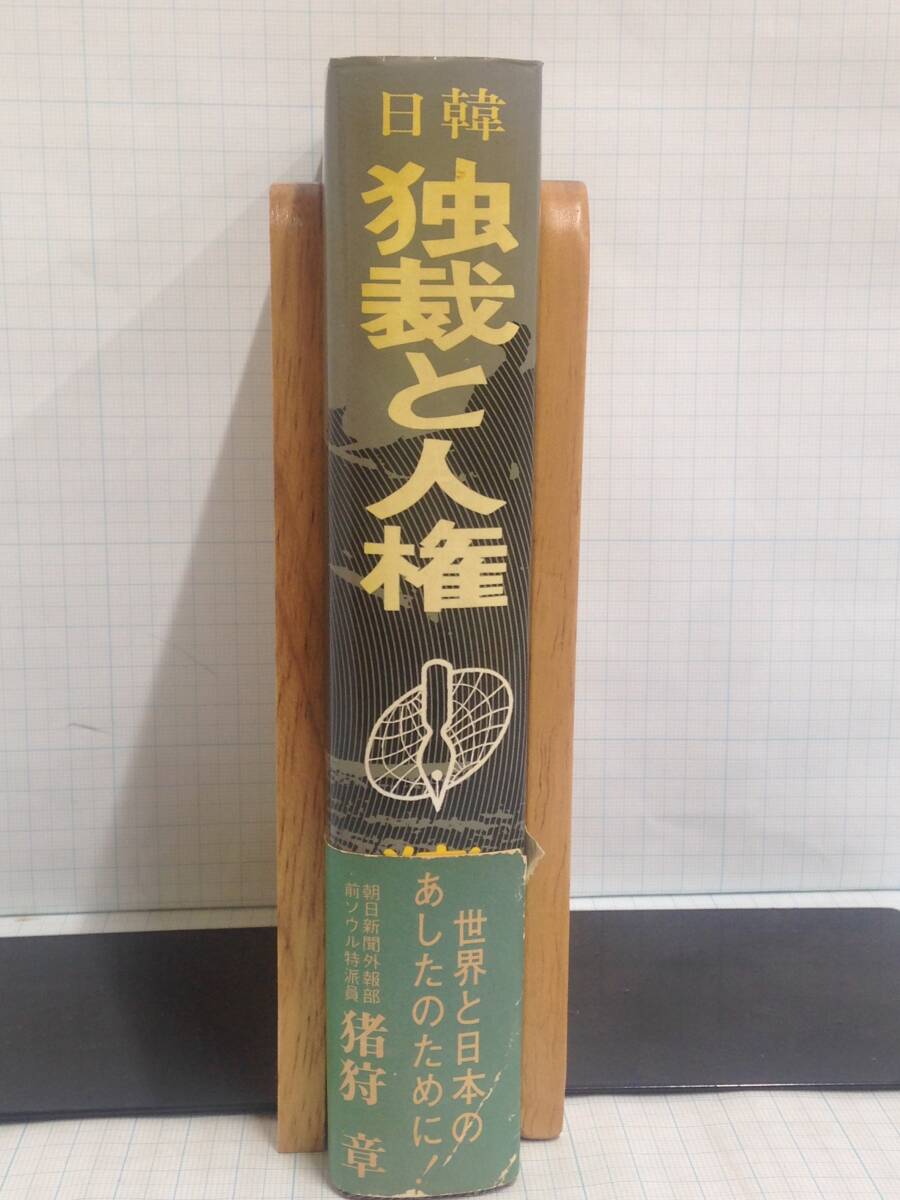 日韓
独裁と人権
世界と日本の
あしたのために!
朝日新聞外報部
前ソウル特派員
猪狩 章